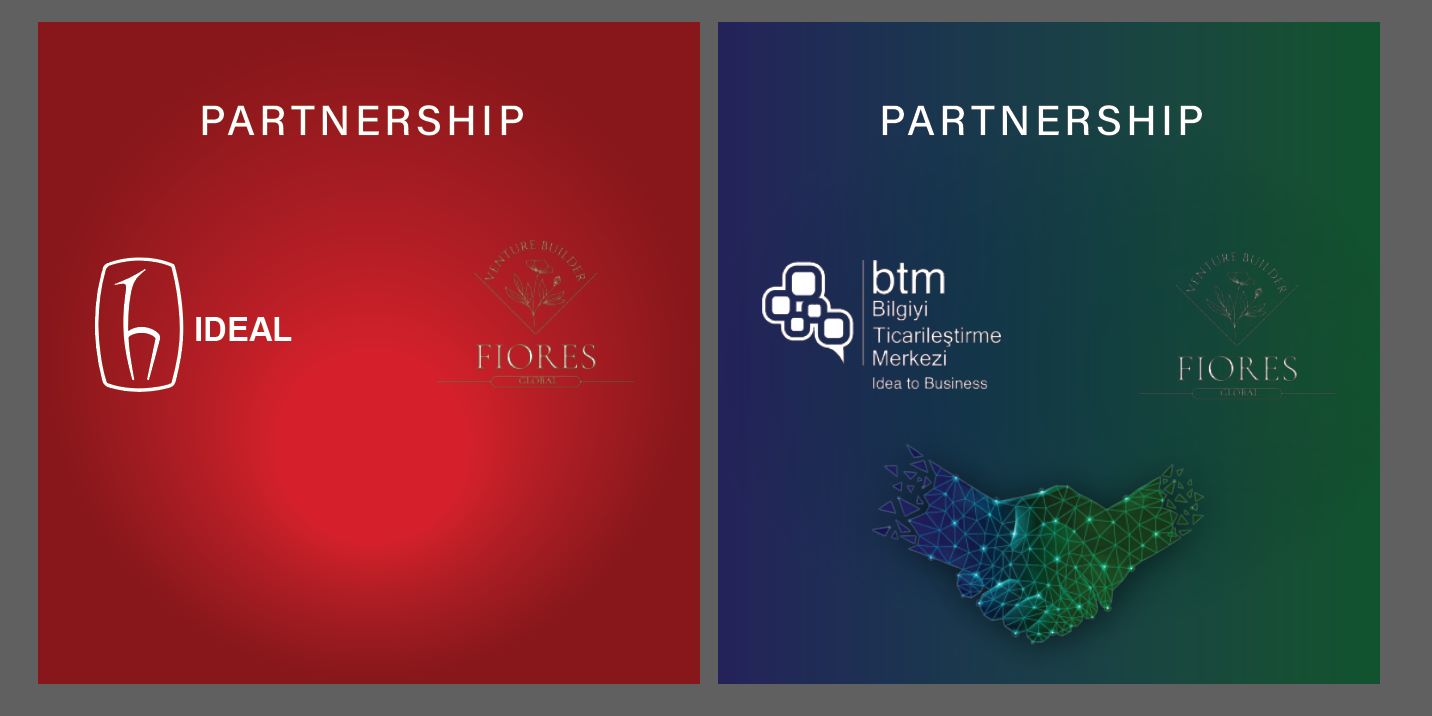 PARTNERSHIP
IDEAL
VENTURE BUILDER
FIORES
GLOBAL
PARTNERSHIP
btm
Bilgiyi
Ticarileştirme
Merkezi
Idea to Business
VENTURE BUILDER
FIORES
GLOBAL